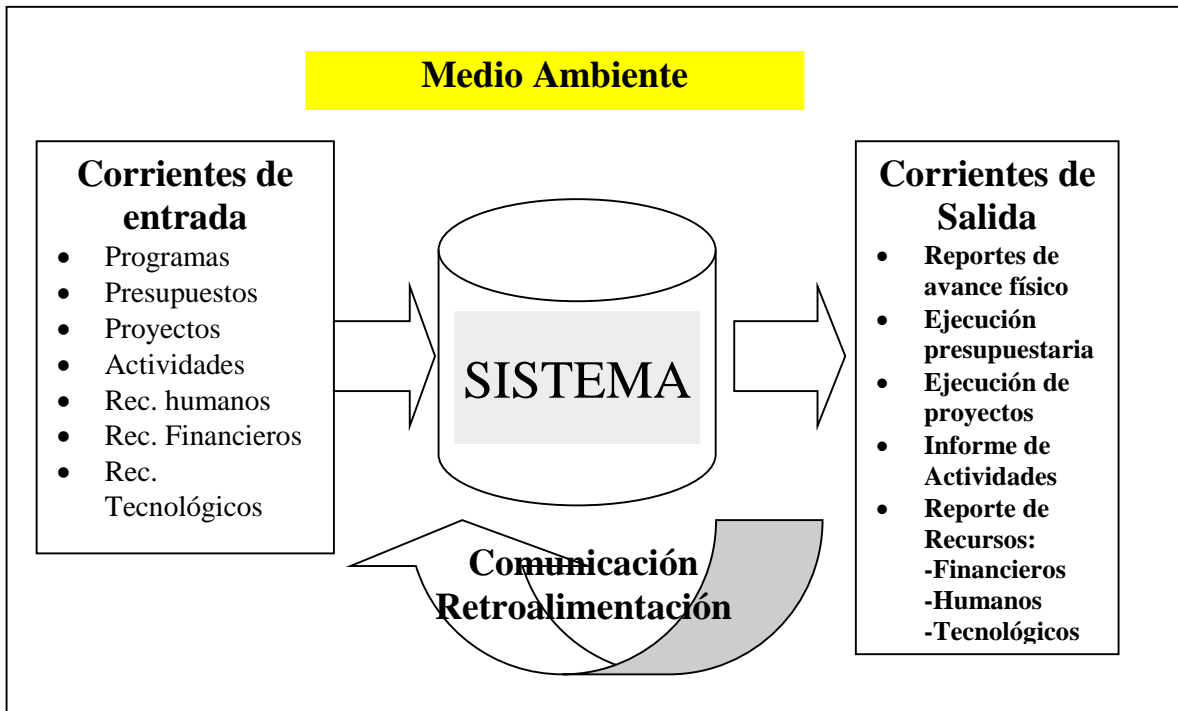 Medio Ambiente
Corrientes de
entrada
• Programas
• Presupuestos
• Proyectos
• Actividades
• Rec. humanos
• Rec. Financieros
• Rec.
Tecnológicos
SISTEMA
Comunicación
Retroalimentación
Corrientes de
Salida
• Reportes de
avance físico
• Ejecución
presupuestaria
• Ejecución de
proyectos
• Informe de
Actividades
• Reporte de
Recursos:
-Financieros
-Humanos
-Tecnológicos